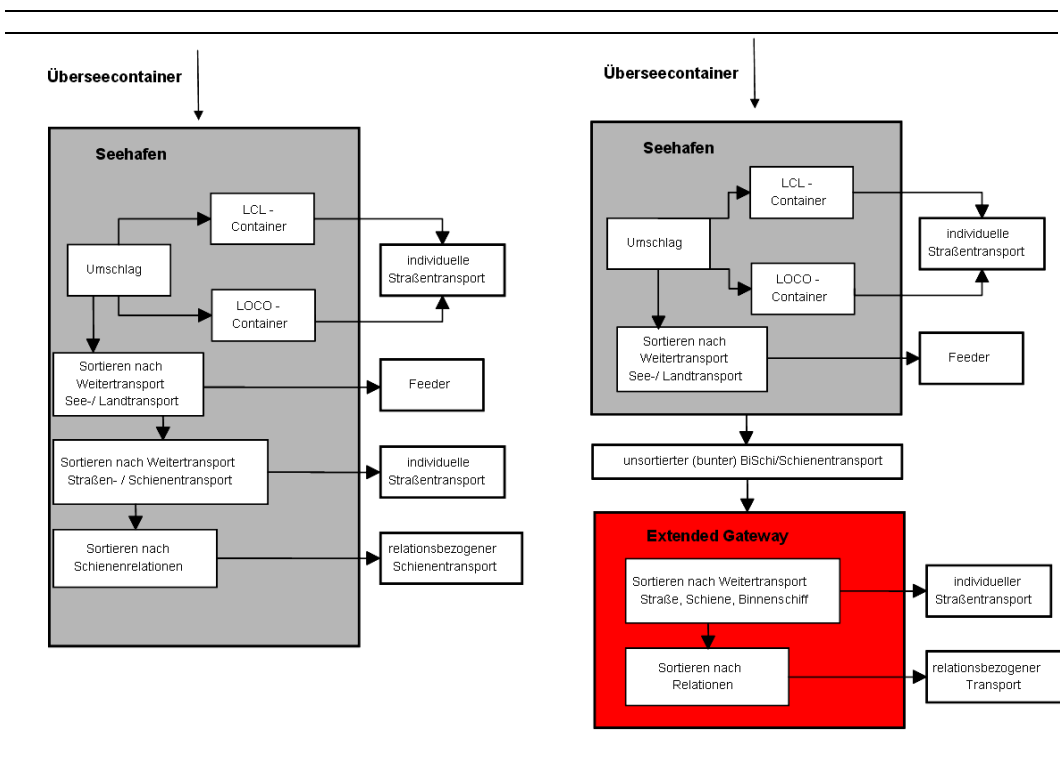 Überseecontainer
Seehafen
LCL -
Container
Umschlag
individuelle
Straßentransport
LOCO -
Container
Sortieren nach
Weitertransport
See-/ Landtransport
Feeder
Sortieren nach Weitertransport
Straßen- / Schienentransport
individuelle
Straßentransport
Sortieren nach
Schienenrelationen
relationsbezogener
Schienentransport
Überseecontainer
Seehafen
LCL -
Container
Umschlag
individuelle
Straßentransport
LOCO -
Container
Sortieren nach
Weitertransport
See-/ Landtransport
Feeder
unsortierter (bunter) BiSchi/Schienentransport
Extended Gateway
Sortieren nach Weitertransport
Straße, Schiene, Binnenschiff
individueller
Straßentransport
Sortieren nach
Relationen
relationsbezogener
Transport